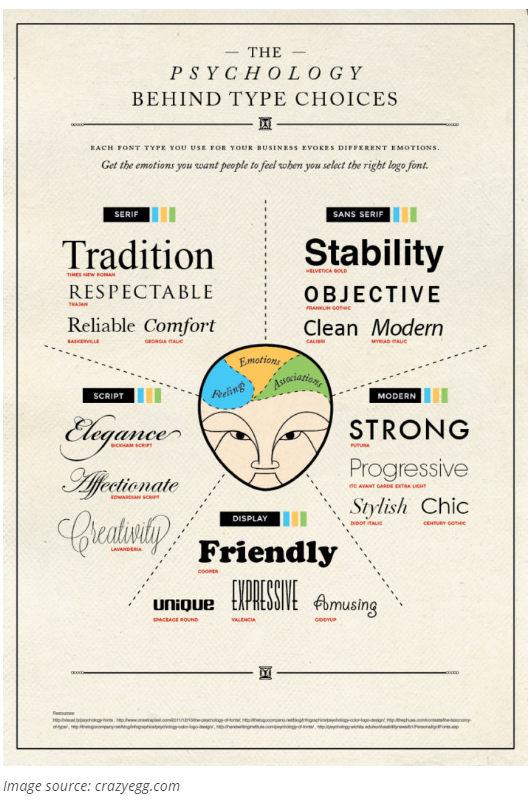 — THE —
PSYCHOLOGY
BEHIND TYPE CHOICES
EACH FONT TYPE YOU USE FOR YOUR BUSINESS EVOKES DIFFERENT EMOTIONS.
Get the emotions you want people to feel when you select the right logo font.
SERIF
Tradition
TIMES NEW ROMAN
RESPECTABLE
TRAJAN
Reliable Comfort
BASKERVILLE GEORGIA ITALIC
SANS SERIF
Stability
HELVETICA BOLD
OBJECTIVE
FRANKLIN GOTHIC
Clean Modern
CALIBRI MYRIAD ITALIC
Feelings
Emotions
Associations
SCRIPT
Elegance
BICKHAM SCRIPT
Affectionate
EDWARDIAN SCRIPT
Creativity
LAVANDERIA
MODERN
STRONG
FUTURA
Progressive
ITC AVANT GARDE EXTRA LIGHT
Stylish Chic
DIDOT ITALIC CENTURY GOTHIC
DISPLAY
Friendly
COOPER
unique EXPRESSIVE Amusing
SPACEAGE ROUND VALENCIA GIDDYUP
Resources:
Image source: crazyegg.com